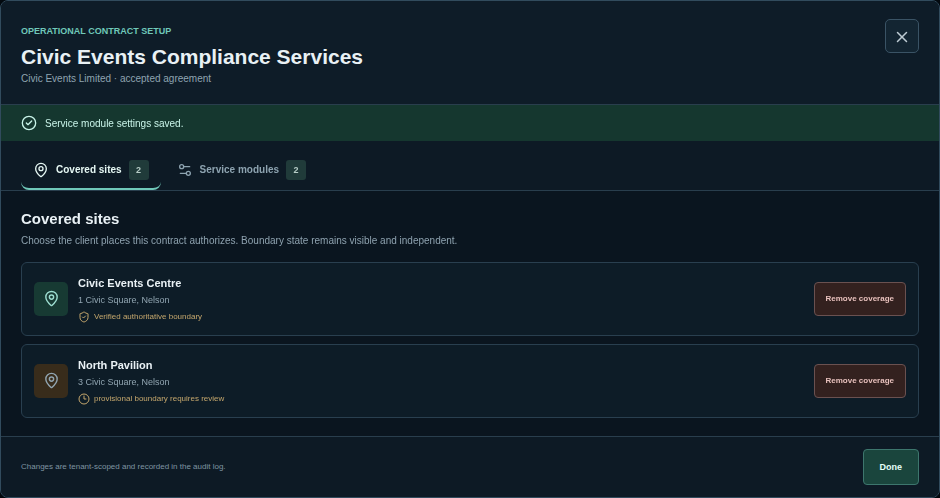 OPERATIONAL CONTRACT SETUP
Civic Events Compliance Services
Civic Events Limited · accepted agreement
Service module settings saved.
Covered sites 2 Service modules 2
Covered sites
Choose the client places this contract authorizes. Boundary state remains visible and independent.
Civic Events Centre
1 Civic Square, Nelson
Verified authoritative boundary
Remove coverage
North Pavilion
3 Civic Square, Nelson
provisional boundary requires review
Remove coverage
Changes are tenant-scoped and recorded in the audit log.
Done